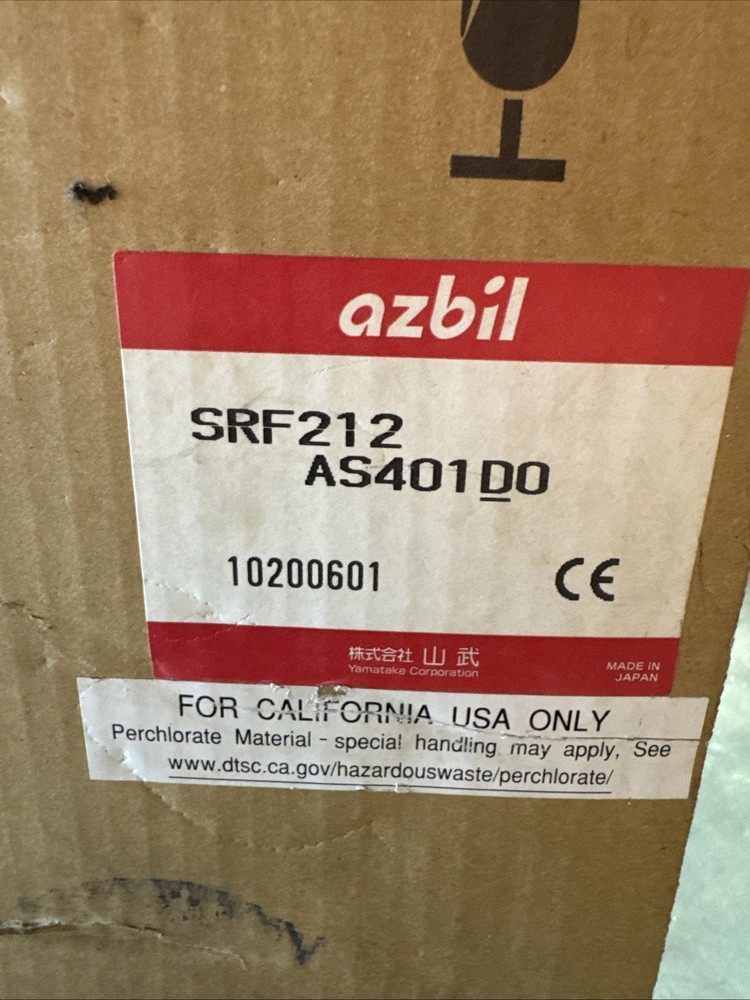 azbil
SRF212
AS401D0
10200601
CE
株式会社 山 武
Yamatake Corporation
MADE IN
JAPAN
FOR CALIFORNIA USA ONLY
Perchlorate Material - special handling may apply, See
www.dtsc.ca.gov/hazardouswaste/perchlorate/